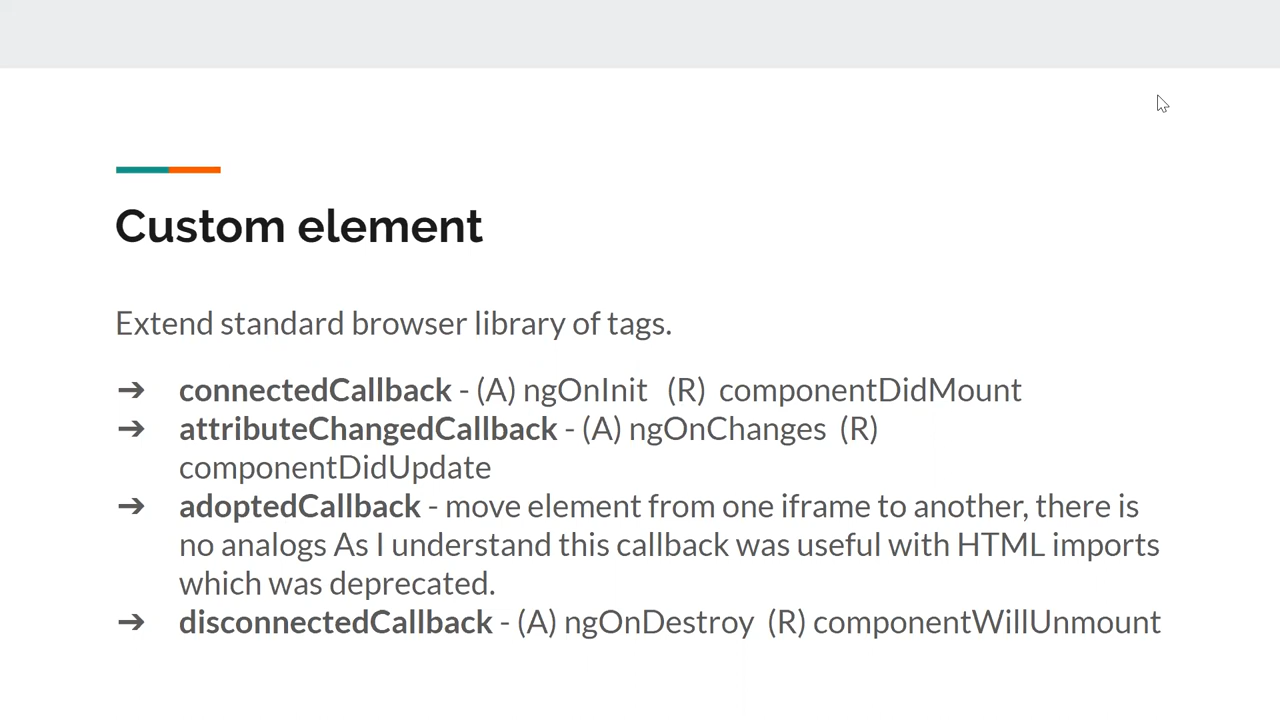 Custom element
Extend standard browser library of tags.
➔ connectedCallback - (A) ngOnInit (R) componentDidMount
➔ attributeChangedCallback - (A) ngOnChanges (R)
componentDidUpdate
➔ adoptedCallback - move element from one iframe to another, there is
no analogs As I understand this callback was useful with HTML imports
which was deprecated.
➔ disconnectedCallback - (A) ngOnDestroy (R) componentWillUnmount